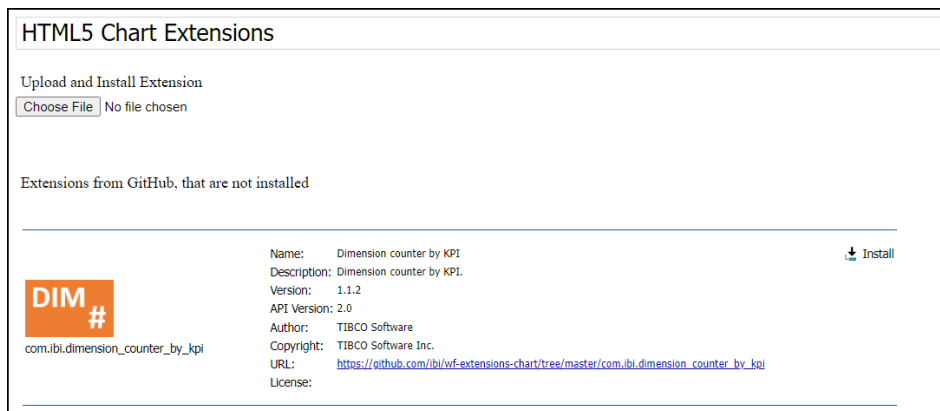 HTML5 Chart Extensions
Upload and Install Extension
Choose File No file chosen
Extensions from GitHub, that are not installed
DIM
#
com.ibi.dimension_counter_by_kpi
Name: Dimension counter by KPI
Description: Dimension counter by KPI.
Version: 1.1.2
API Version: 2.0
Author: TIBCO Software
Copyright: TIBCO Software Inc.
URL: https://github.com/ibi/wf-extensions-chart/tree/master/com.ibi.dimension_counter_by_kpi
License:
Install